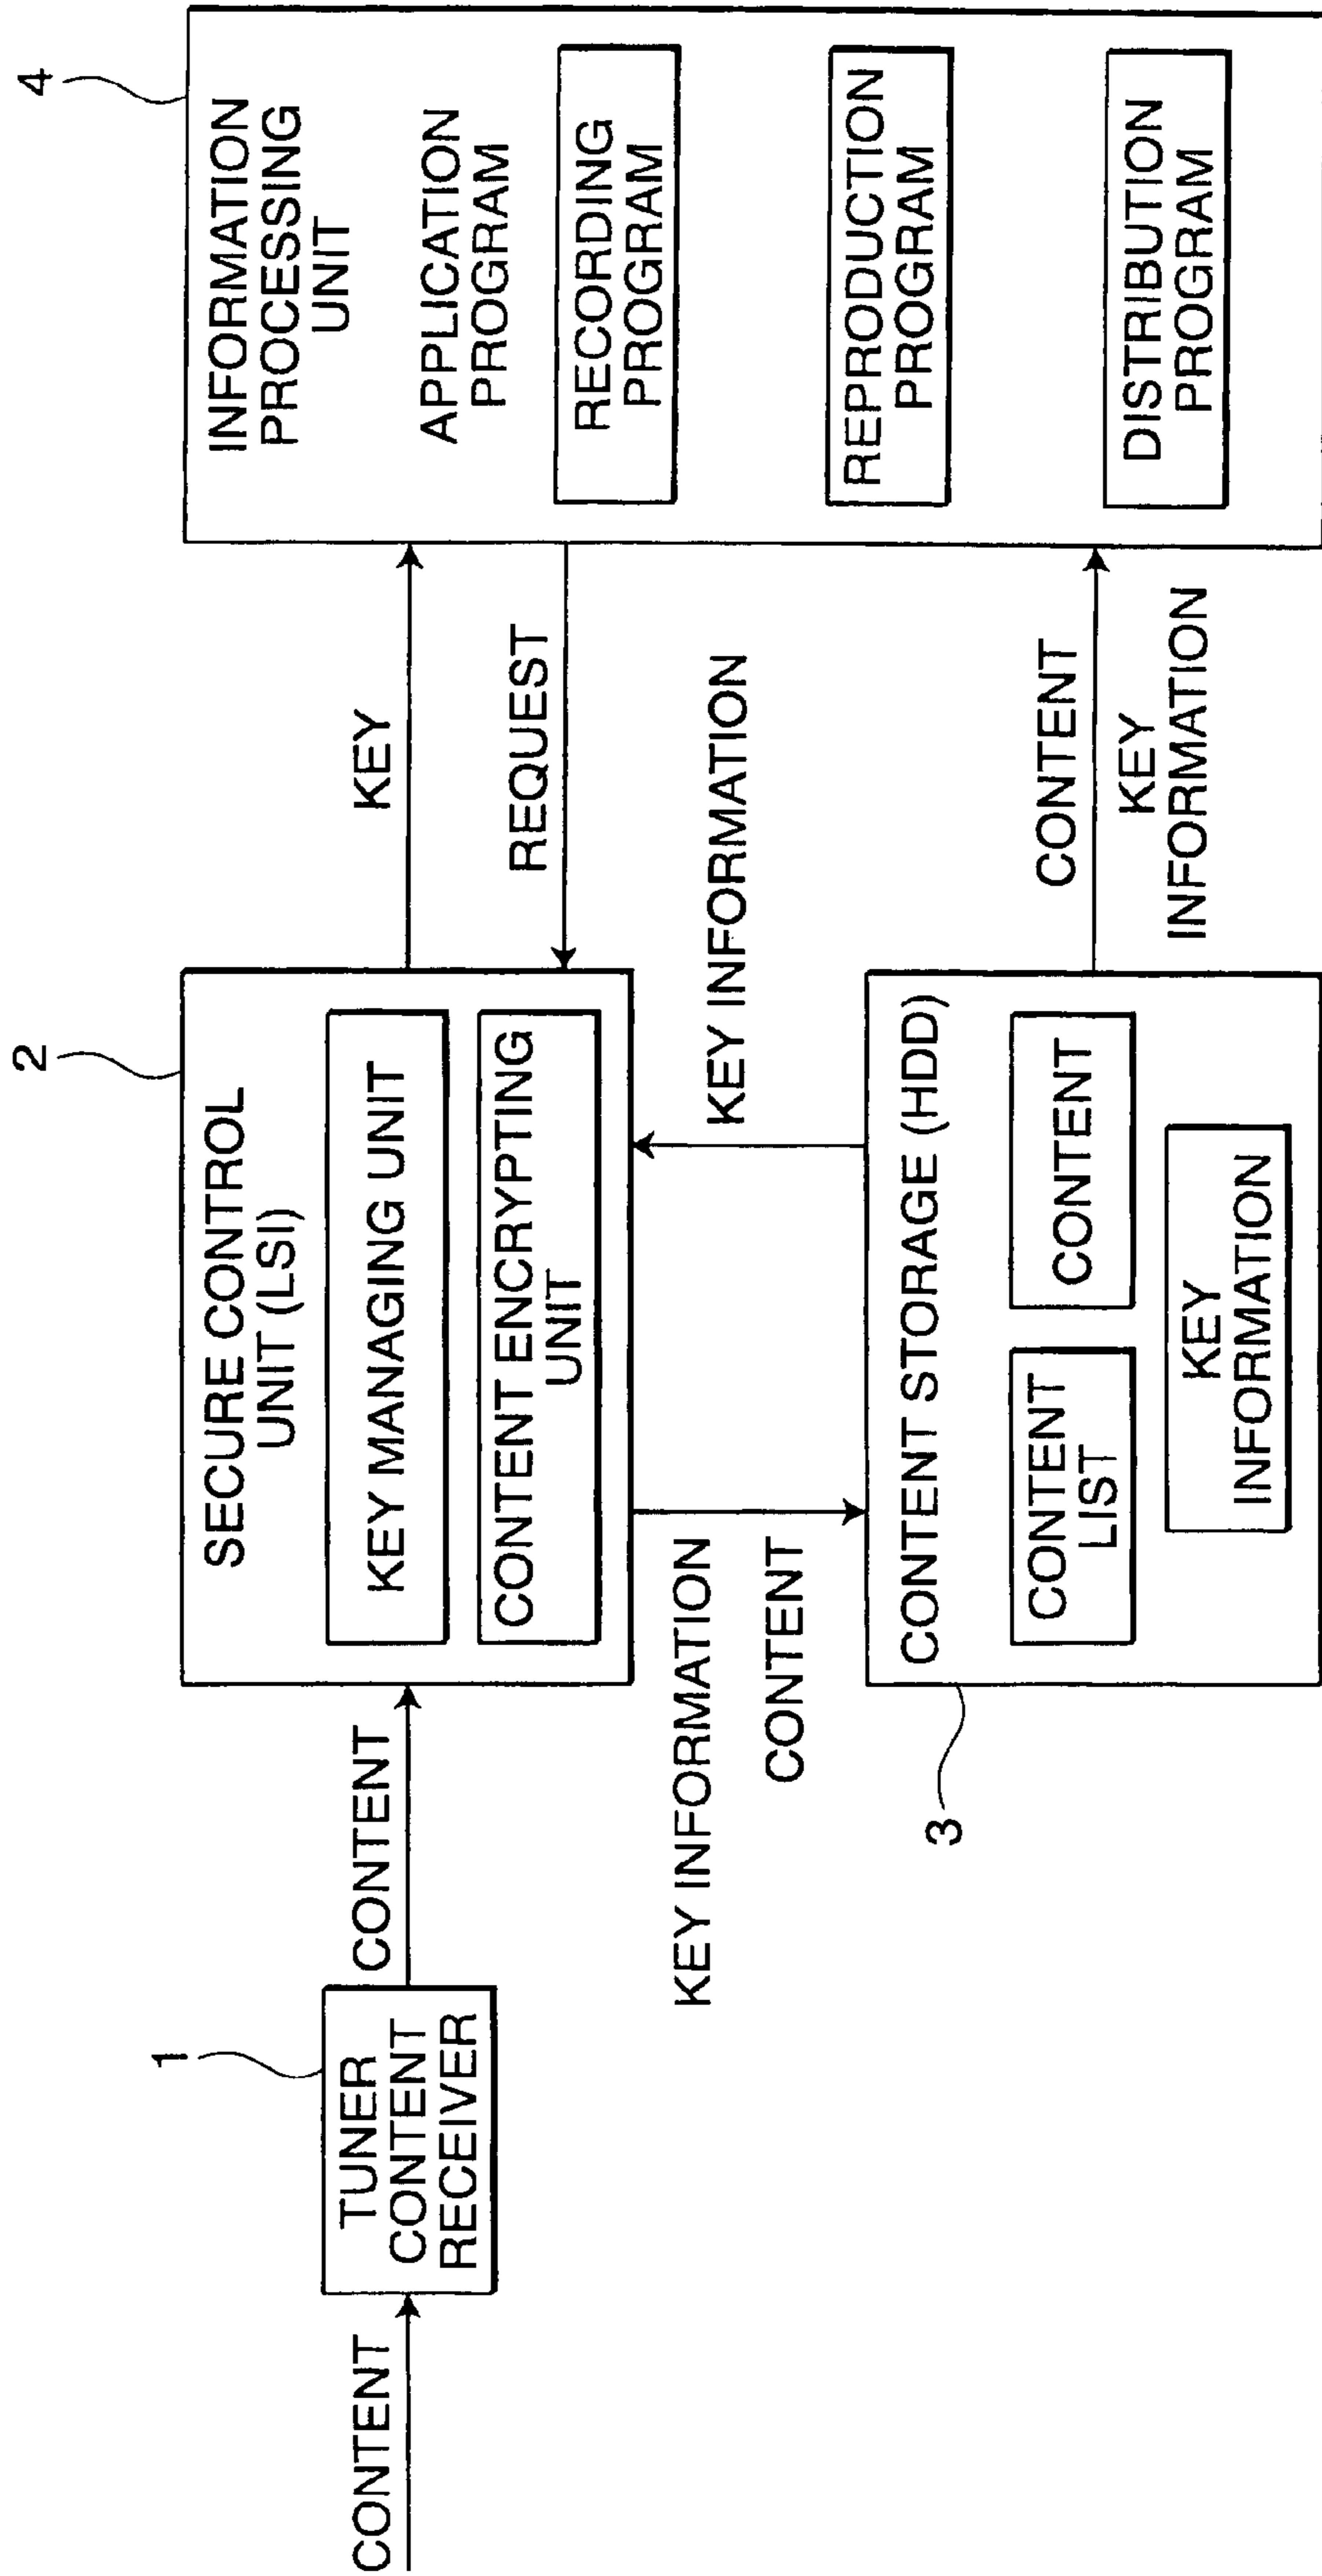 CONTENT
1
TUNER
CONTENT
RECEIVER
CONTENT
2
SECURE CONTROL
UNIT (LSI)
KEY MANAGING UNIT
CONTENT ENCRYPTING
UNIT
KEY
REQUEST
KEY INFORMATION
CONTENT
KEY INFORMATION
3
CONTENT STORAGE (HDD)
CONTENT
LIST
CONTENT
KEY
INFORMATION
CONTENT
KEY
INFORMATION
4
INFORMATION
PROCESSING
UNIT
APPLICATION
PROGRAM
RECORDING
PROGRAM
REPRODUCTION
PROGRAM
DISTRIBUTION
PROGRAM